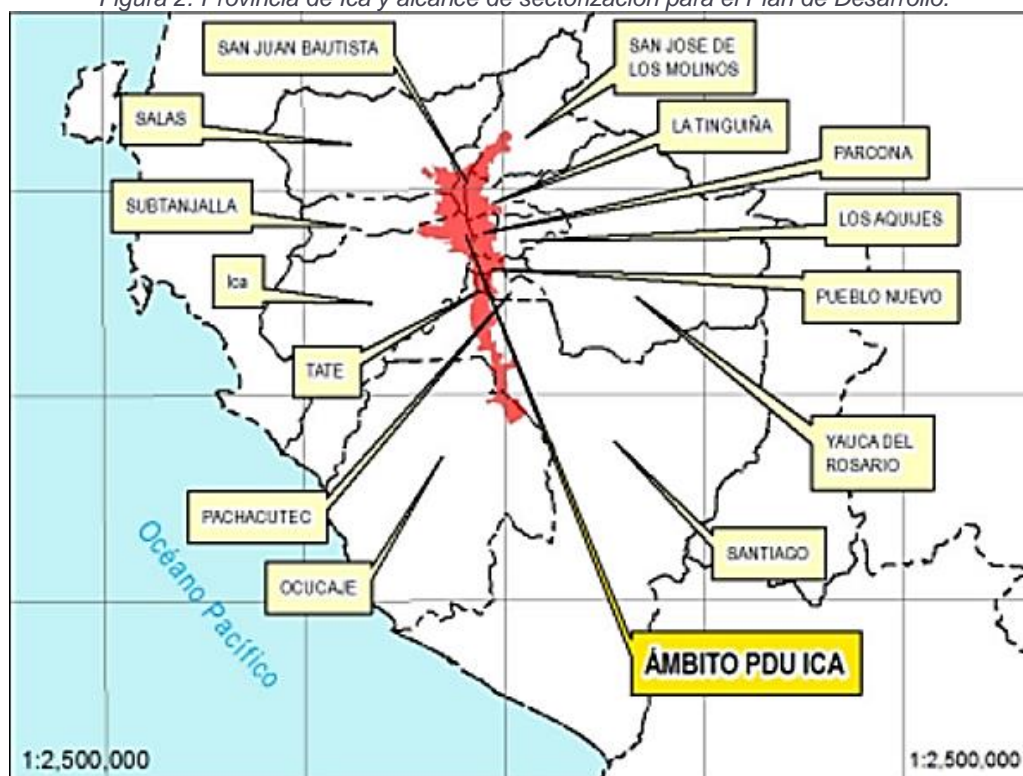 Figura 2: Provincia de Ica y alcance de sectorización para el Plan de Desarrollo.
SAN JUAN BAUTISTA
SAN JOSE DE
LOS MOLINOS
SALAS
LA TINGUIÑA
PARCONA
SUBTANJALLA
LOS AQUIJES
Ica
PUEBLO NUEVO
TATE
YAUCA DEL
ROSARIO
PACHACUTEC
SANTIAGO
OCUCAJE
Océano Pacífico
ÁMBITO PDU ICA
1:2,500,000
1:2,500,000